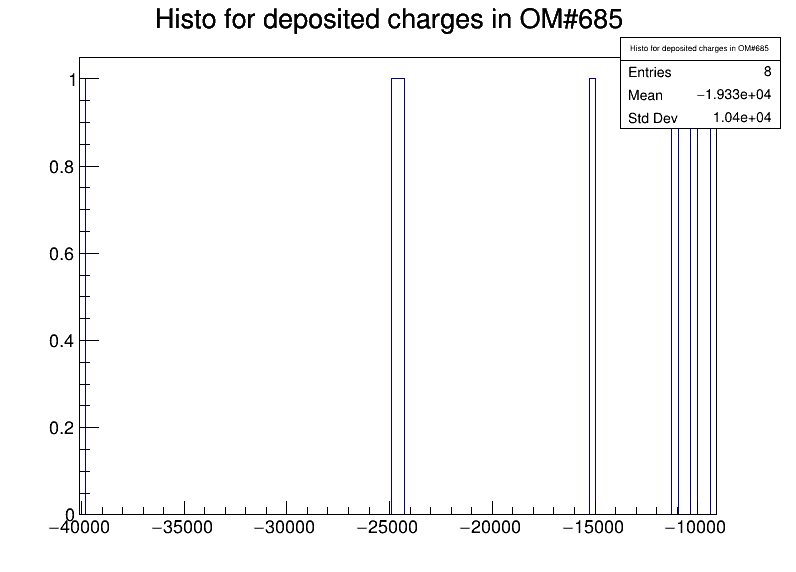 Histo for deposited charges in OM#685
Histo for deposited charges in OM#685
Entries 8
Mean −1.933e+04
Std Dev 1.04e+04
1
0.8
0.6
0.4
0.2
0
−40000 −35000 −30000 −25000 −20000 −15000 −10000